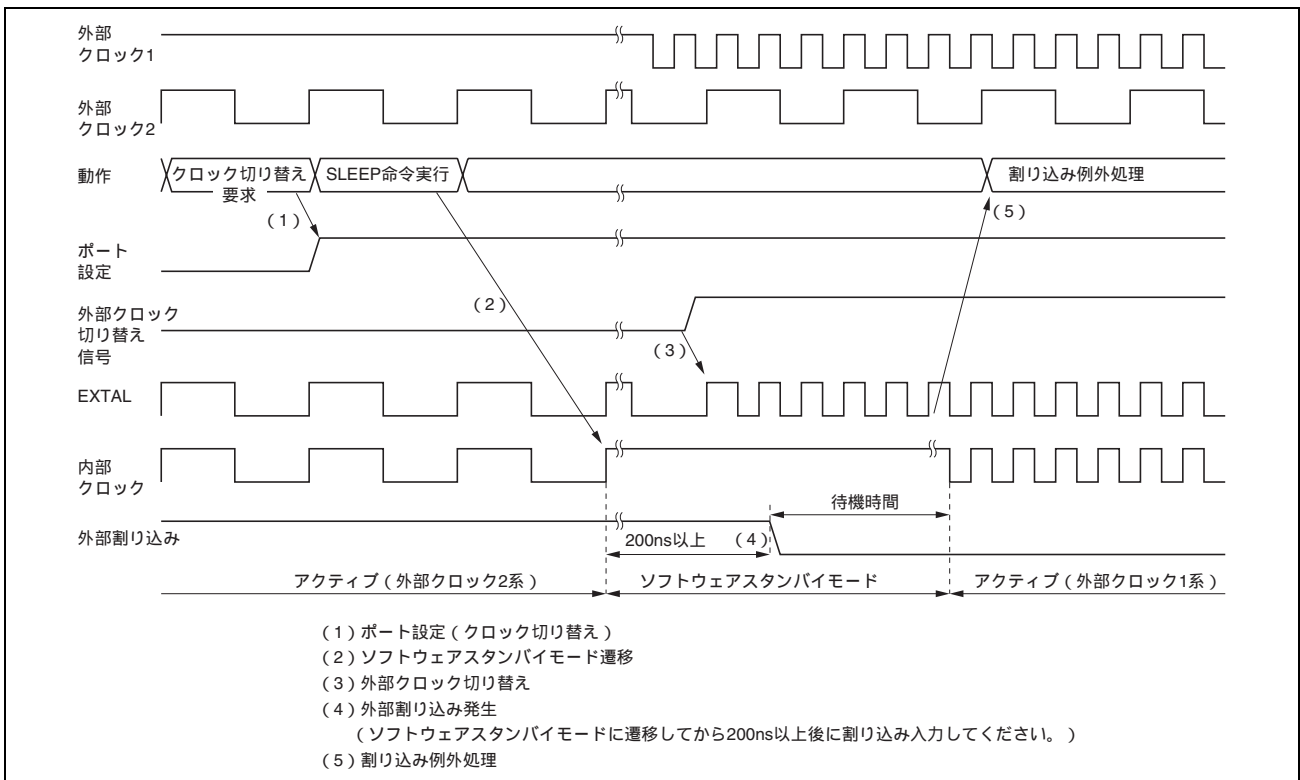 外部
クロック1
外部
クロック2
動作
クロック切り替え
要求
SLEEP命令実行
割り込み例外処理
(1)
(5)
ポート
設定
(2)
外部クロック
切り替え
信号
(3)
EXTAL
内部
クロック
待機時間
外部割り込み
200ns以上
(4)
アクティブ(外部クロック2系)
ソフトウェアスタンバイモード
アクティブ(外部クロック1系)
(1)ポート設定(クロック切り替え)
(2)ソフトウェアスタンバイモード遷移
(3)外部クロック切り替え
(4)外部割り込み発生
(ソフトウェアスタンバイモードに遷移してから200ns以上後に割り込み入力してください。)
(5)割り込み例外処理